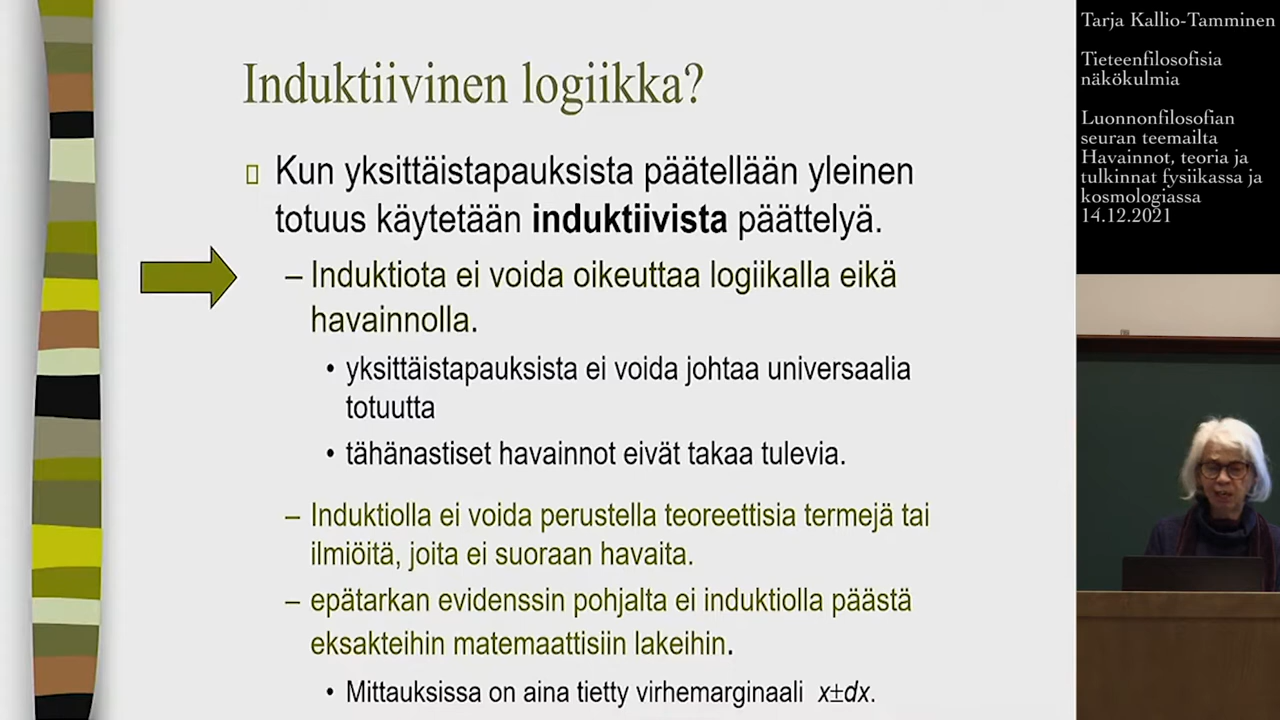 Induktiivinen logiikka?
Kun yksittäistapauksista päätellään yleinen
totuus käytetään induktiivista päättelyä.
– Induktiota ei voida oikeuttaa logiikalla eikä
havainnolla.
• yksittäistapauksista ei voida johtaa universaalia
totuutta
• tähänastiset havainnot eivät takaa tulevia.
– Induktiolla ei voida perustella teoreettisia termejä tai
ilmiöitä, joita ei suoraan havaita.
– epätarkan evidenssin pohjalta ei induktiolla päästä
eksakteihin matemaattisiin lakeihin.
• Mittauksissa on aina tietty virhemarginaali x±dx.
Tarja Kallio-Tamminen
Tieteenfilosofisia
näkökulmia
Luonnonfilosofian
seuran teemailta
Havainnot, teoria ja
tulkinnat fysiikassa ja
kosmologiassa
14.12.2021